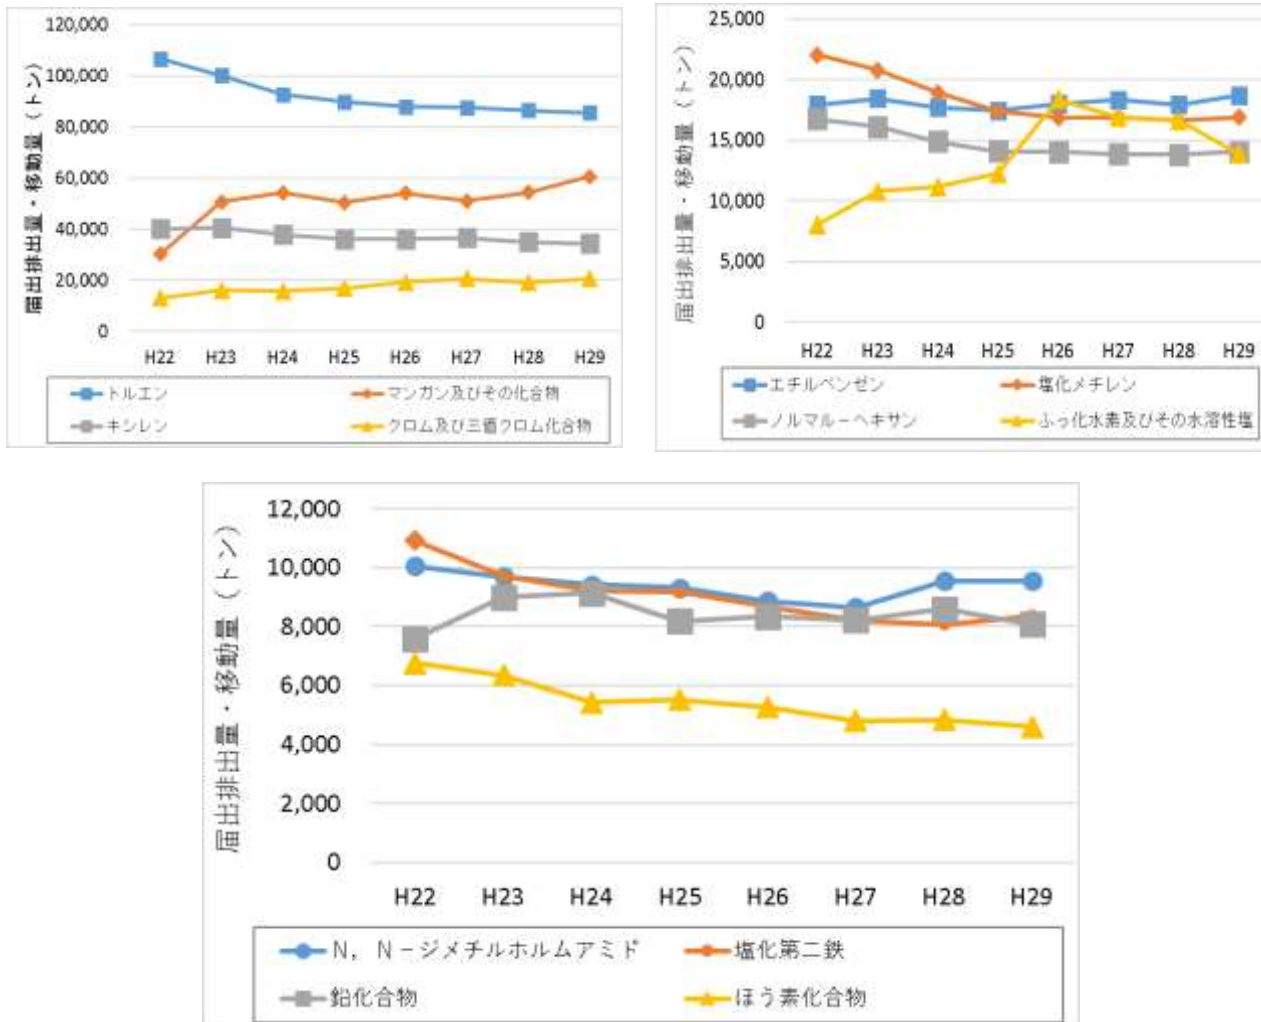 届出排出量・移動量（トン）
120,000
100,000
80,000
60,000
40,000
20,000
0
H22 H23 H24 H25 H26 H27 H28 H29
トルエン マンガン及びその化合物
キシレン クロム及び三価クロム化合物
届出排出量・移動量（トン）
25,000
20,000
15,000
10,000
5,000
0
H22 H23 H24 H25 H26 H27 H28 H29
エチルベンゼン 塩化メチレン
ノルマルーヘキサン ふっ化水素及びその水溶性塩
届出排出量・移動量（トン）
12,000
10,000
8,000
6,000
4,000
2,000
0
H22 H23 H24 H25 H26 H27 H28 H29
Ｎ，Ｎ－ジメチルホルムアミド 塩化第二鉄
鉛化合物 ほう素化合物